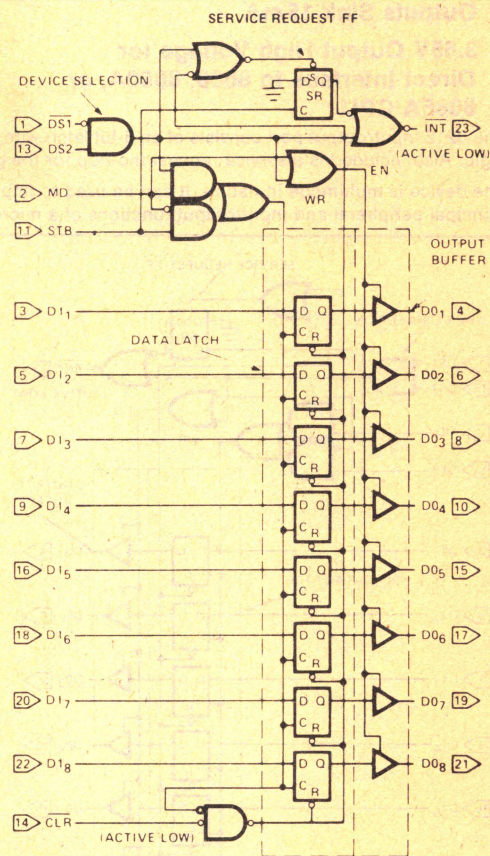 SERVICE REQUEST FF
DEVICE SELECTION
D S Q
SR
C
1 DS1
13 DS2
INT 23
(ACTIVE LOW)
EN
WR
2 MD
11 STB
OUTPUT
BUFFER
3 DI1 D Q C R DO1 4
DATA LATCH
5 DI2 D Q C R DO2 6
7 DI3 D Q C R DO3 8
9 DI4 D Q C R DO4 10
16 DI5 D Q C R DO5 15
18 DI6 D Q C R DO6 17
20 DI7 D Q C R DO7 19
22 DI8 D Q C R DO8 21
14 CLR
(ACTIVE LOW)